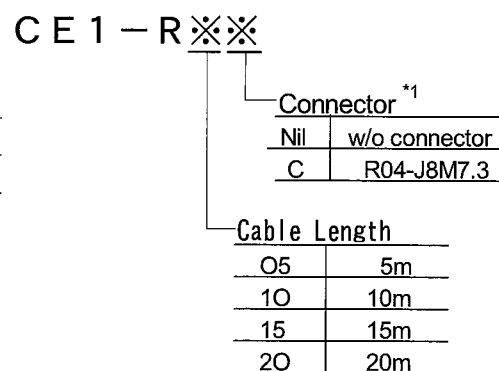 CE1-R※※
Connector *1
Nil w/o connector
C R04-J8M7.3
Cable Length
05 5m
10 10m
15 15m
20 20m